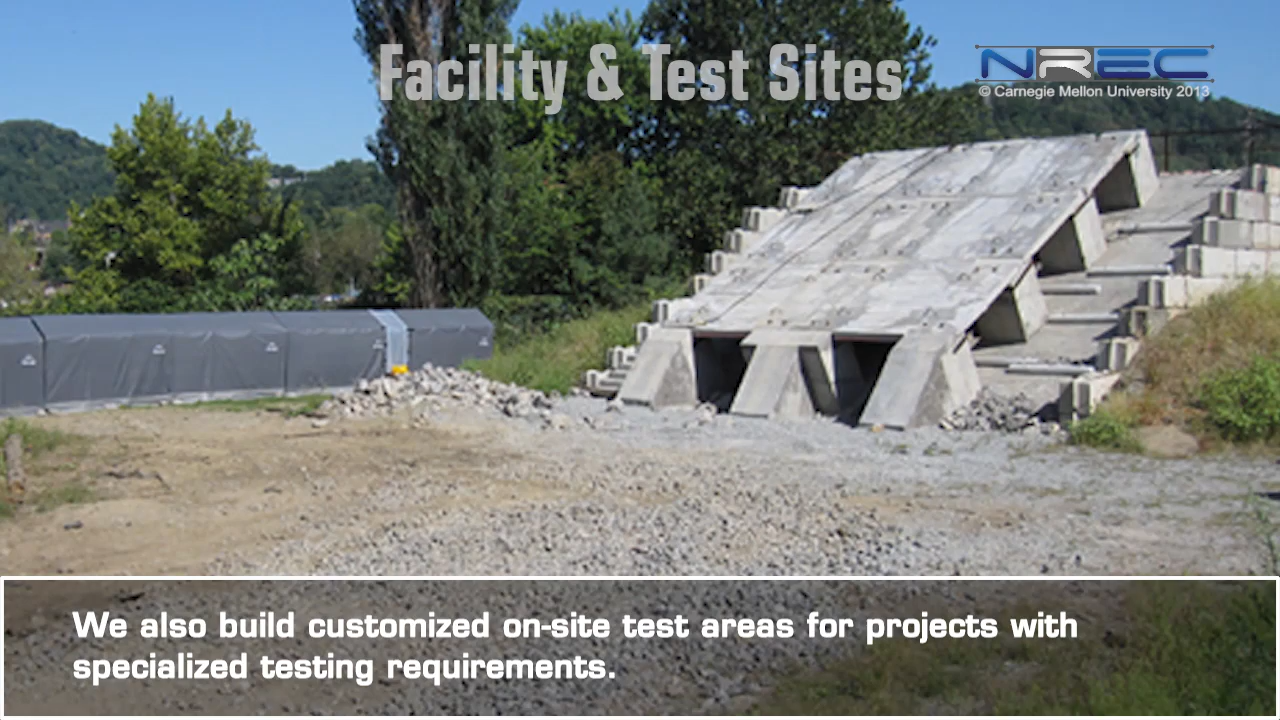 Facility & Test Sites
NREC
© Carnegie Mellon University 2013
We also build customized on-site test areas for projects with
specialized testing requirements.